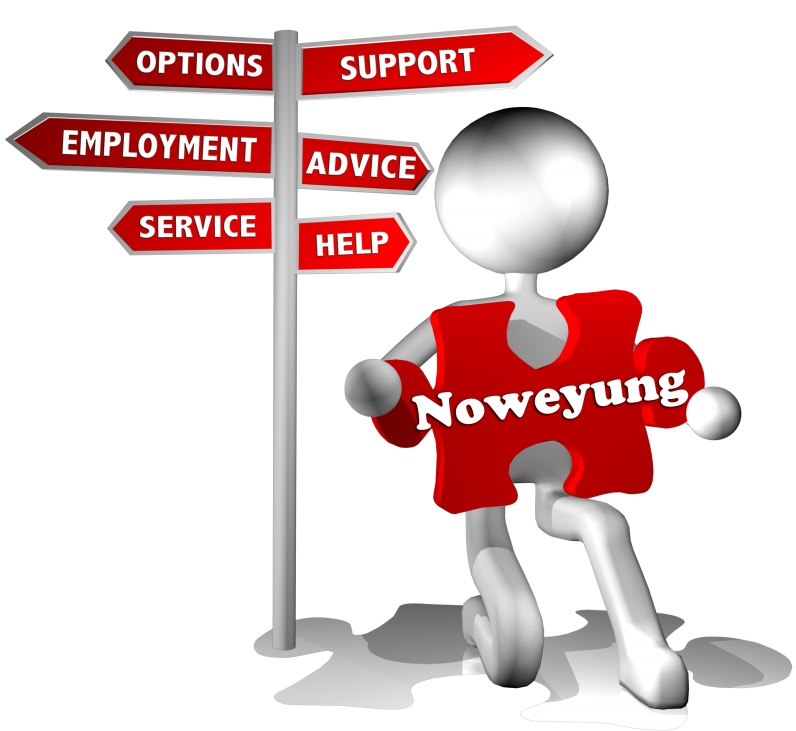 OPTIONS
SUPPORT
EMPLOYMENT
ADVICE
SERVICE
HELP
Noweyung